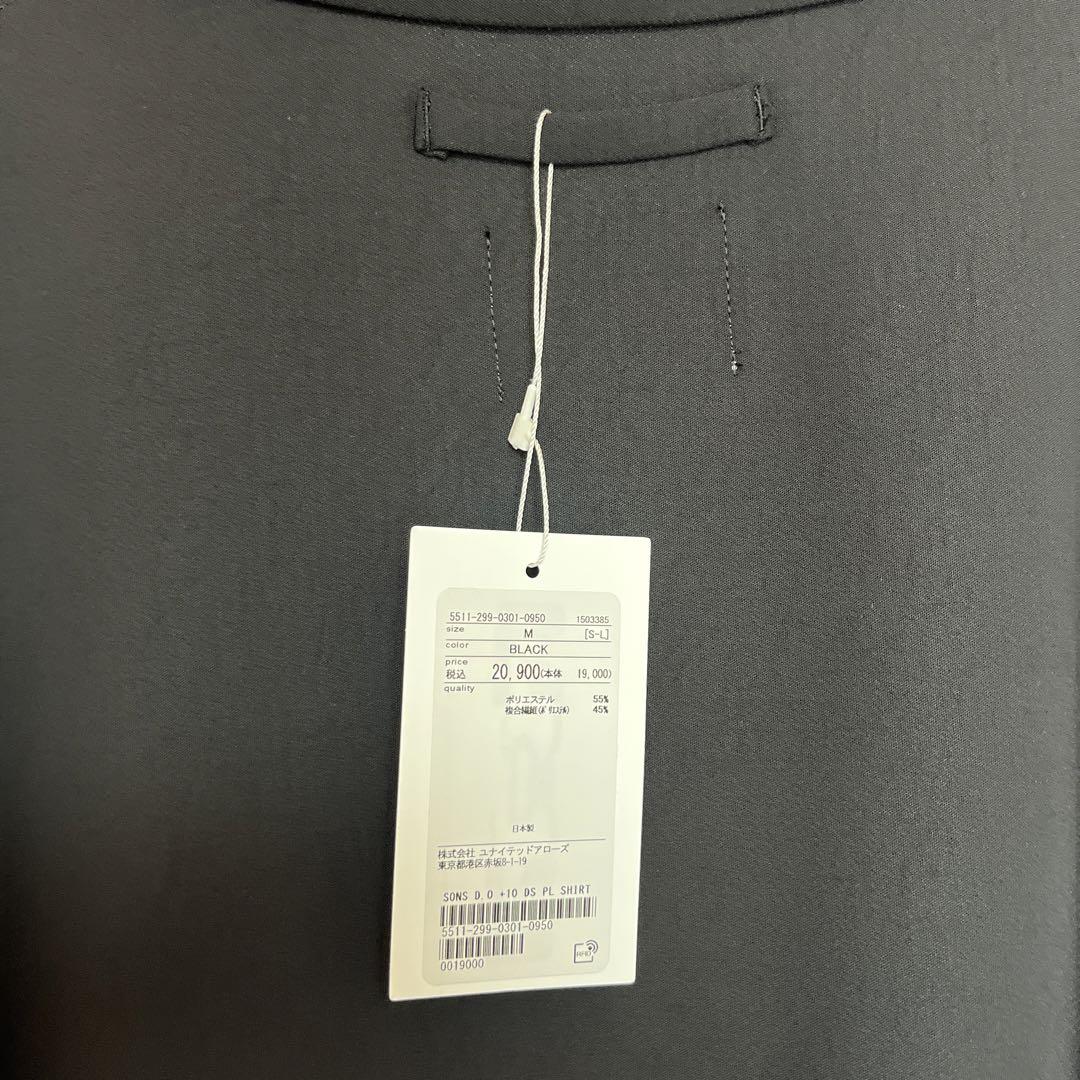 5511-299-0301-0950 1503385
size M [S-L]
color BLACK
price
税込 20,900(本体 19,000)
quality
ポリエステル 55%
複合繊維(ポリエステル) 45%
日本製
株式会社 ユナイテッドアローズ
東京都港区赤坂8-1-19
SONS D.O +10 DS PL SHIRT
5511-299-0301-0950
0019000
RFID